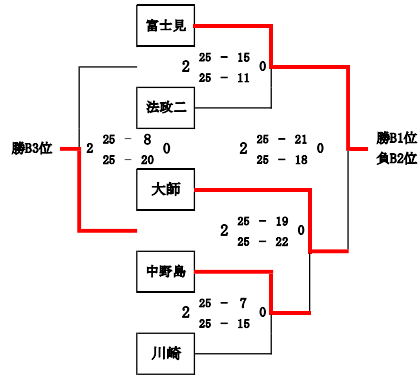 富士見
2 25 － 15 0
25 － 11
法政二
勝B3位
2 25 － 8 0
25 － 20
2 25 － 21 0
25 － 18
勝B1位
負B2位
大師
2 25 － 19 0
25 － 22
中野島
2 25 － 7 0
25 － 15
川崎